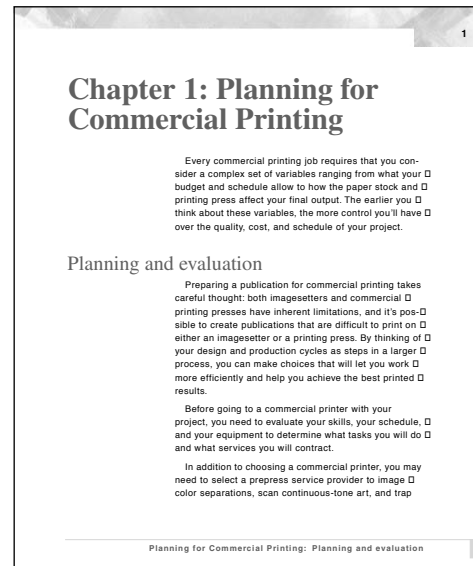 1
Chapter 1: Planning for
Commercial Printing
Every commercial printing job requires that you con-
sider a complex set of variables ranging from what your □
budget and schedule allow to how the paper stock and □
printing press affect your final output. The earlier you □
think about these variables, the more control you'll have □
over the quality, cost, and schedule of your project.
Planning and evaluation
Preparing a publication for commercial printing takes
careful thought: both imagesetters and commercial □
printing presses have inherent limitations, and it's pos-□
sible to create publications that are difficult to print on □
either an imagesetter or a printing press. By thinking of □
your design and production cycles as steps in a larger □
process, you can make choices that will let you work □
more efficiently and help you achieve the best printed □
results.
Before going to a commercial printer with your
project, you need to evaluate your skills, your schedule, □
and your equipment to determine what tasks you will do □
and what services you will contract.
In addition to choosing a commercial printer, you may
need to select a prepress service provider to image □
color separations, scan continuous-tone art, and trap
Planning for Commercial Printing: Planning and evaluation